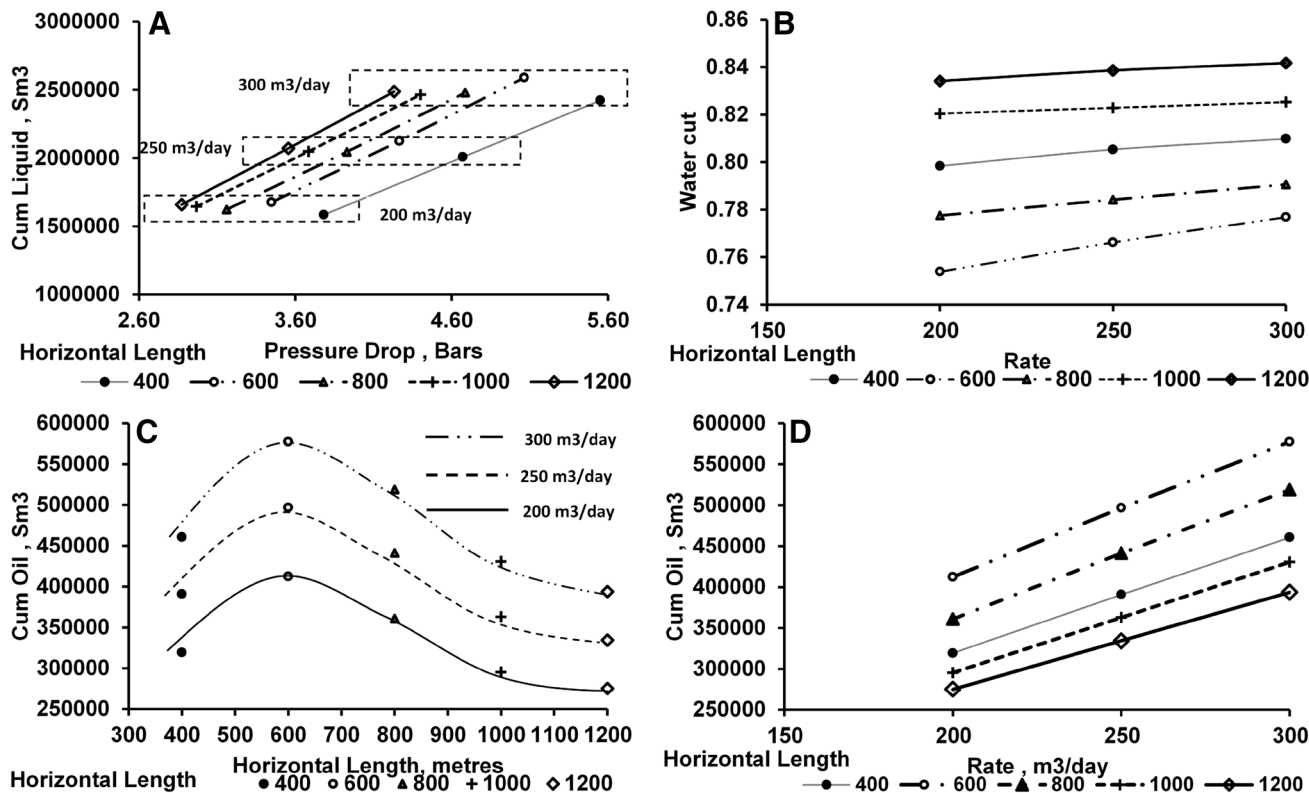 A
Cum Liquid , Sm3
3000000
2500000
2000000
1500000
1000000
300 m3/day
250 m3/day
200 m3/day
2.60 3.60 4.60 5.60
Horizontal Length Pressure Drop , Bars
400 600 800 1000 1200
B
Water cut
0.86
0.84
0.82
0.80
0.78
0.76
0.74
150 200 250 300
Horizontal Length Rate
400 600 800 1000 1200
C
Cum Oil , Sm3
600000
550000
500000
450000
400000
350000
300000
250000
300 m3/day
250 m3/day
200 m3/day
300 400 500 600 700 800 900 1000 1100 1200
Horizontal Length, metres
Horizontal Length 400 600 800 1000 1200
D
Cum Oil , Sm3
600000
550000
500000
450000
400000
350000
300000
250000
150 200 250 300
Horizontal Length Rate , m3/day
400 600 800 1000 1200